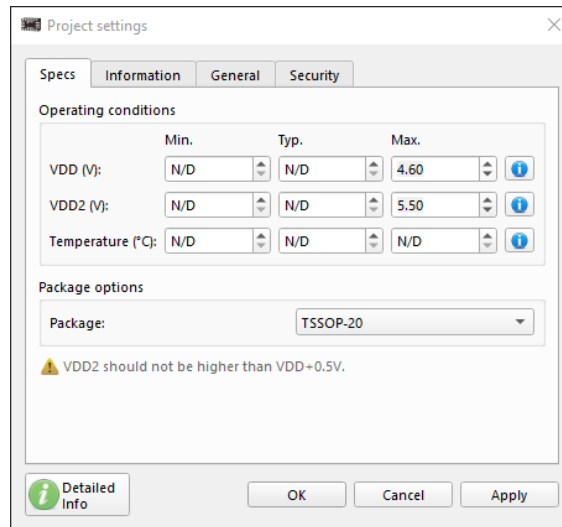 Project settings
Specs Information General Security
Operating conditions
Min. Typ. Max.
VDD (V): N/D N/D 4.60
VDD2 (V): N/D N/D 5.50
Temperature (°C): N/D N/D N/D
Package options
Package: TSSOP-20
VDD2 should not be higher than VDD+0.5V.
Detailed
Info
OK Cancel Apply